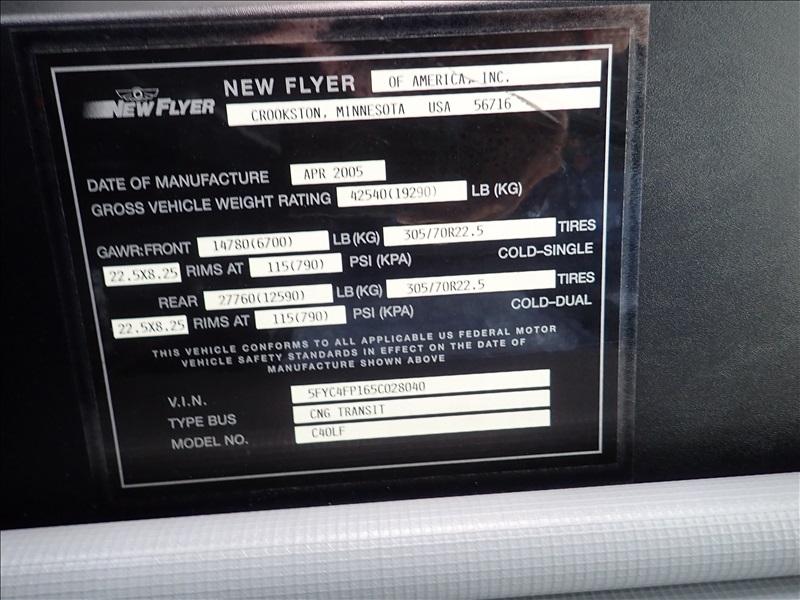 NEW FLYER
NEW FLYER OF AMERICA, INC.
CROOKSTON, MINNESOTA USA 56716
DATE OF MANUFACTURE APR 2005
GROSS VEHICLE WEIGHT RATING 42540(19290) LB (KG)
GAWR:FRONT 14780(6700) LB(KG) 305/70R22.5 TIRES
22.5X8.25 RIMS AT 115(790) PSI (KPA) COLD-SINGLE
REAR 27760(12590) LB(KG) 305/70R22.5 TIRES
22.5X8.25 RIMS AT 115(790) PSI (KPA) COLD-DUAL
THIS VEHICLE CONFORMS TO ALL APPLICABLE US FEDERAL MOTOR
VEHICLE SAFETY STANDARDS IN EFFECT ON THE DATE OF
MANUFACTURE SHOWN ABOVE
V.I.N. 5FYC4FP165C028040
TYPE BUS CNG TRANSIT
MODEL NO. C40LF